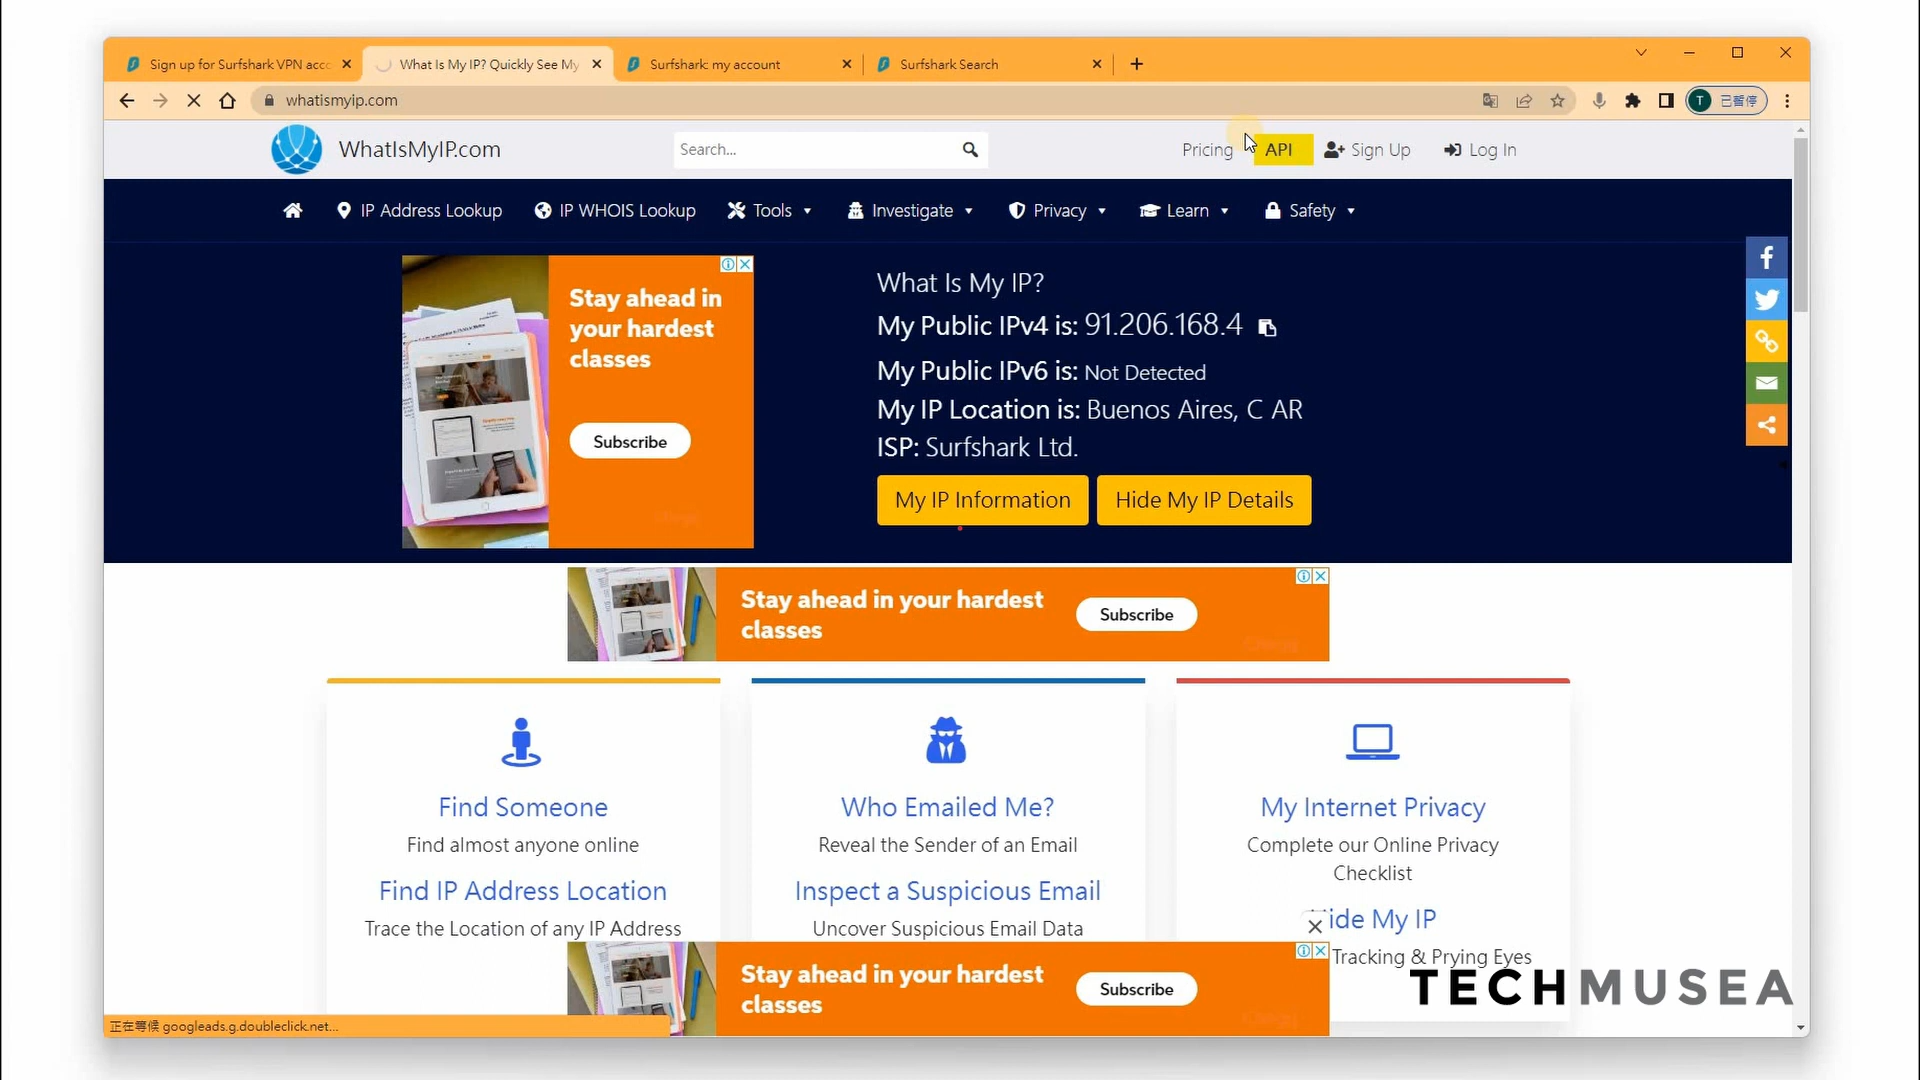 Sign up for Surfshark VPN acc
What Is My IP? Quickly See My
Surfshark: my account
Surfshark Search
whatismyip.com
T 已暫停
WhatIsMyIP.com
Search...
Pricing
API
Sign Up
Log In
IP Address Lookup
IP WHOIS Lookup
Tools
Investigate
Privacy
Learn
Safety
Stay ahead in
your hardest
classes
Subscribe
What Is My IP?
My Public IPv4 is: 91.206.168.4
My Public IPv6 is: Not Detected
My IP Location is: Buenos Aires, C AR
ISP: Surfshark Ltd.
My IP Information
Hide My IP Details
Stay ahead in your hardest
classes
Subscribe
Find Someone
Find almost anyone online
Find IP Address Location
Trace the Location of any IP Address
Who Emailed Me?
Reveal the Sender of an Email
Inspect a Suspicious Email
Uncover Suspicious Email Data
My Internet Privacy
Complete our Online Privacy
Checklist
ide My IP
Tracking & Prying Eyes
Stay ahead in your hardest
classes
Subscribe
TECHMUSEA
正在等候 googleads.g.doubleclick.net...